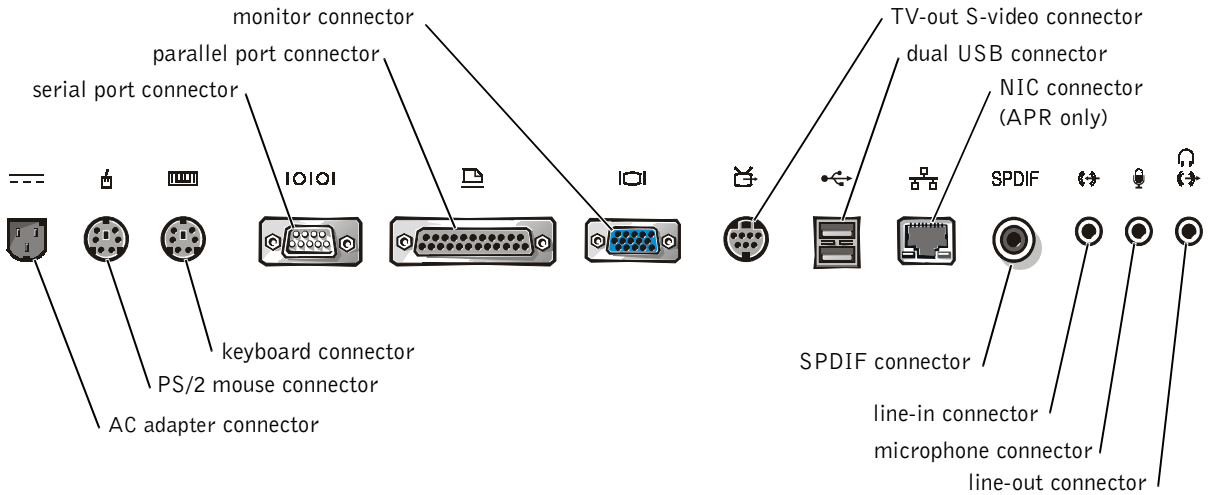 monitor connector
TV-out S-video connector
parallel port connector
dual USB connector
serial port connector
NIC connector
(APR only)
SPDIF
keyboard connector
SPDIF connector
PS/2 mouse connector
line-in connector
AC adapter connector
microphone connector
line-out connector